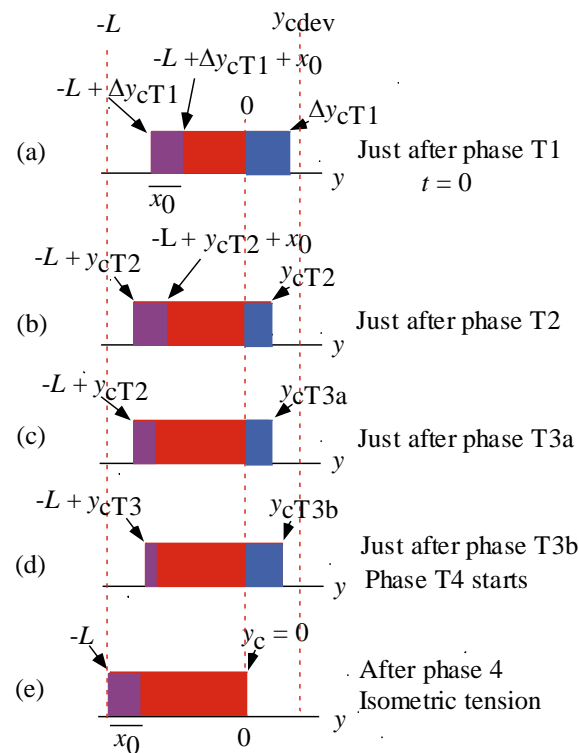 -L
ycdev
-L +ΔycT1 + x0
-L + ΔycT1
0
ΔycT1
(a)
Just after phase T1
x0
y
t = 0
-L + ycT2 + x0
-L + ycT2
ycT2
(b)
Just after phase T2
y
-L + ycT2
ycT3a
(c)
Just after phase T3a
y
-L + ycT3
ycT3b
(d)
Just after phase T3b
Phase T4 starts
y
-L
yc = 0
(e)
After phase 4
Isometric tension
x0
0
y